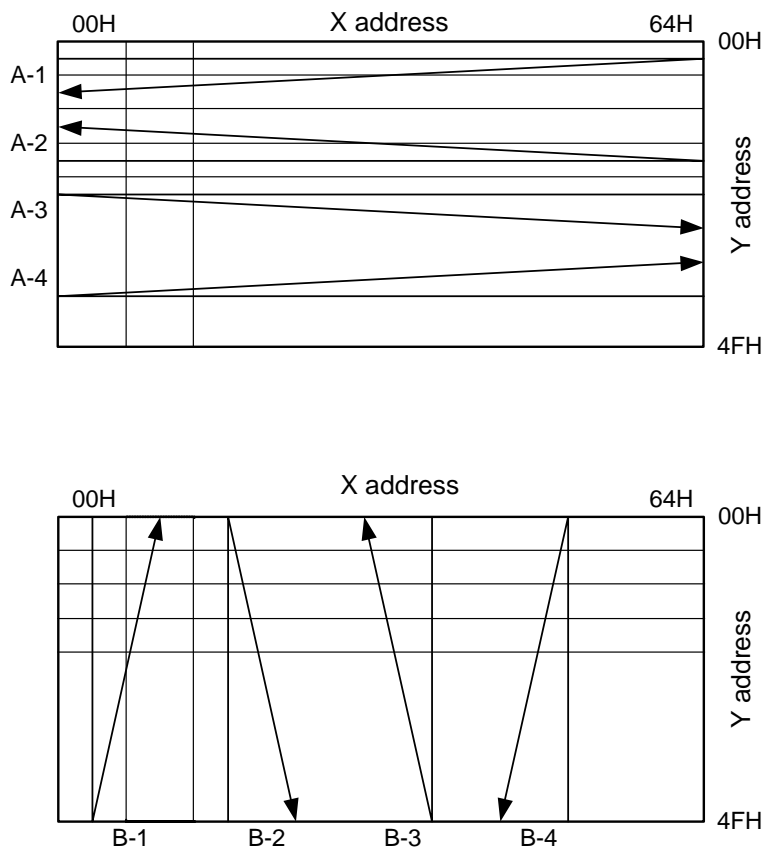 00H X address 64H
00H
A-1
A-2
A-3
A-4
Y address
4FH
00H X address 64H
00H
Y address
4FH
B-1 B-2 B-3 B-4